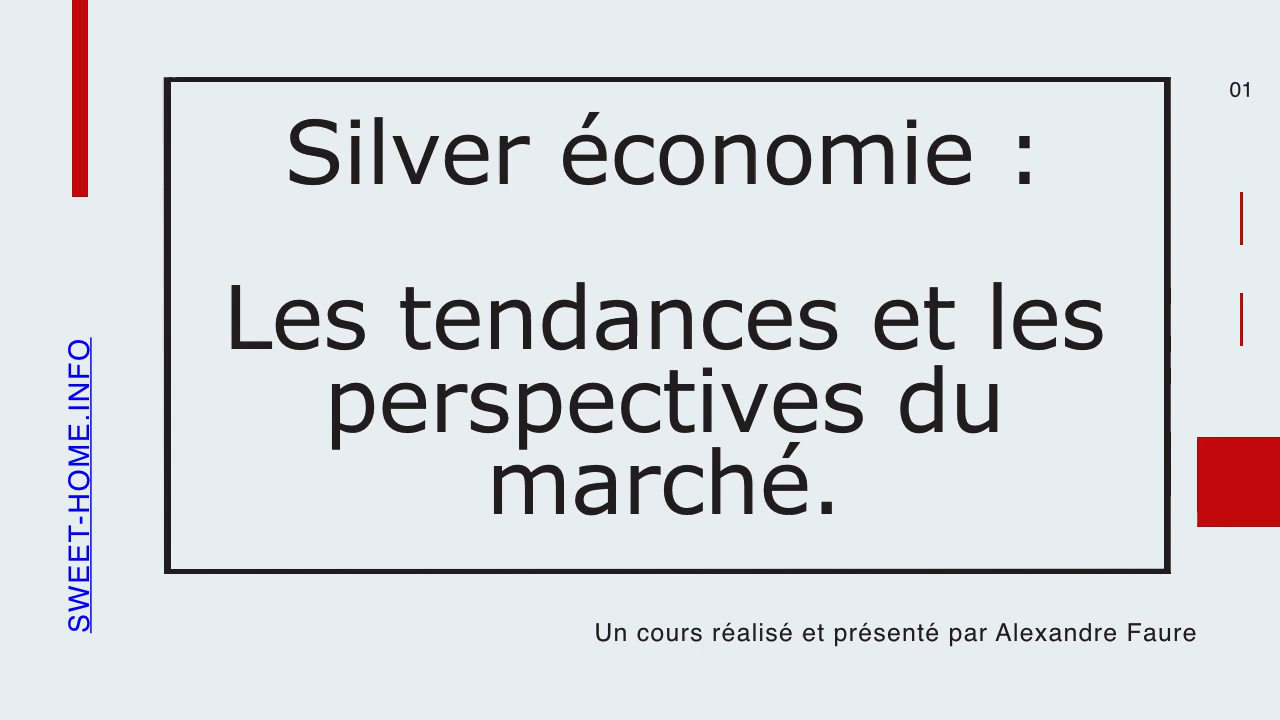 01
Silver économie :
Les tendances et les
perspectives du
marché.
SWEET-HOME.INFO
Un cours réalisé et présenté par Alexandre Faure